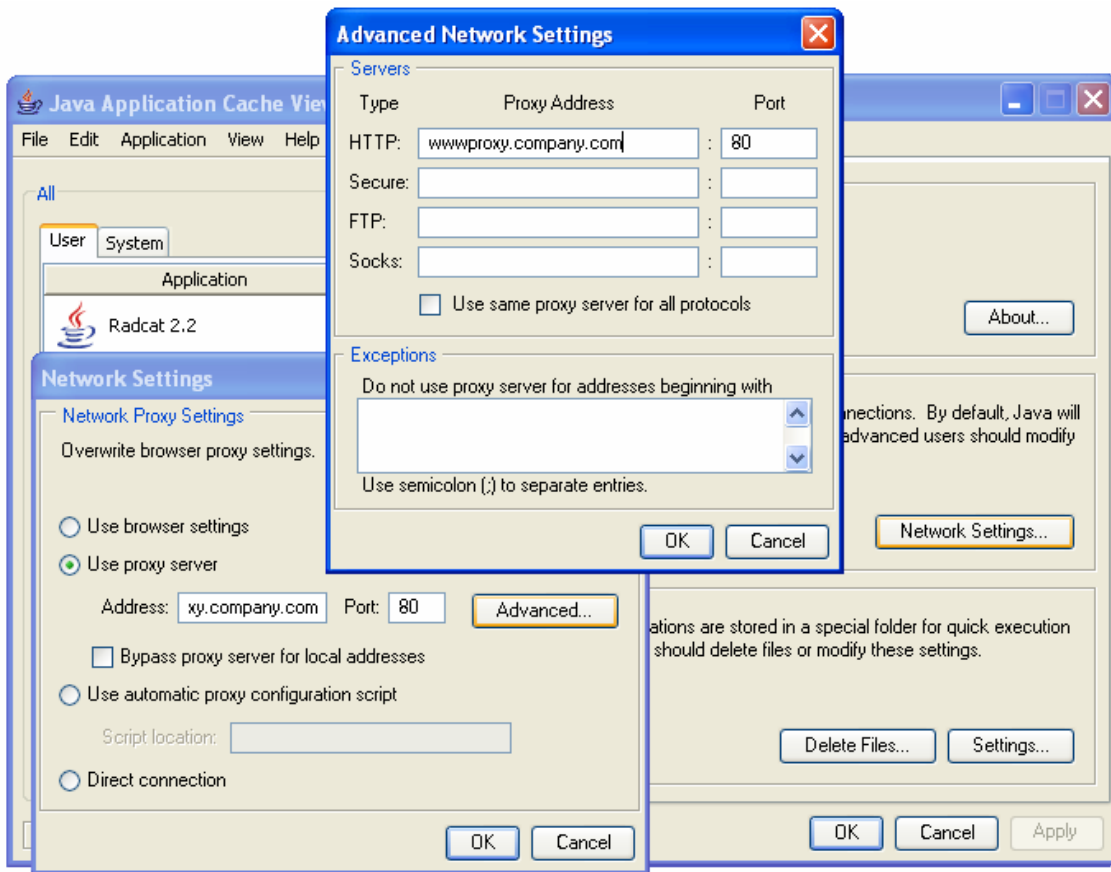 Advanced Network Settings
Servers
Type Proxy Address Port
HTTP: wwwproxy.company.com : 80
Secure: :
FTP: :
Socks: :
Use same proxy server for all protocols
Exceptions
Do not use proxy server for addresses beginning with
Use semicolon (;) to separate entries.
OK Cancel
Java Application Cache Vie
File Edit Application View Help
All
User System
Application
Radcat 2.2
About...
nnections. By default, Java will
advanced users should modify
Network Settings...
ations are stored in a special folder for quick execution
should delete files or modify these settings.
Delete Files... Settings...
OK Cancel Apply
Network Settings
Network Proxy Settings
Overwrite browser proxy settings.
Use browser settings
Use proxy server
Address: xy.company.com Port: 80 Advanced...
Bypass proxy server for local addresses
Use automatic proxy configuration script
Script location:
Direct connection
OK Cancel